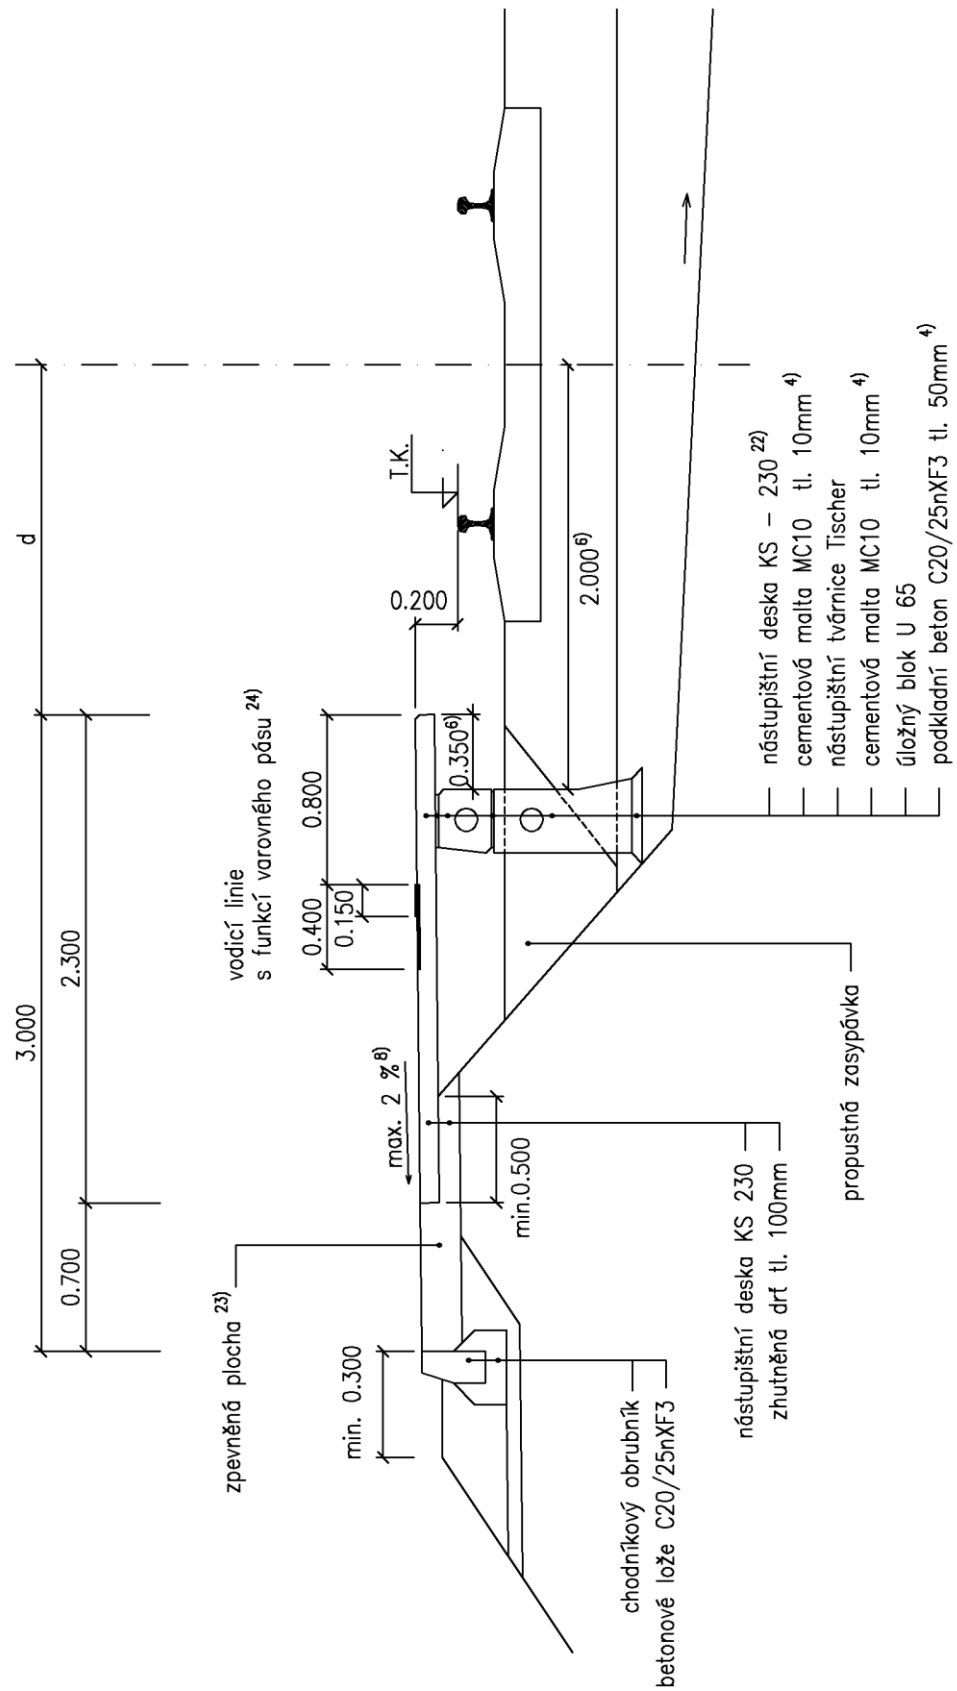 3.000
d
0.700
2.300
zpevněná plocha 23)
vodicí linie
s funkcí varovného pásu 24)
min. 0.300
0.400
0.800
0.150
max. 2 % 8)
0.200
T.K.
0.350 6)
min.0.500
2.000 6)
chodníkový obrubník
betonové lože C20/25nXF3
nástupištní deska KS 230
zhutněná drť tl. 100mm
propustná zasypávka
nástupištní deska KS - 230 22)
cementová malta MC10 tl. 10mm 4)
nástupištní tvárnice Tischer
cementová malta MC10 tl. 10mm 4)
úložný blok U 65
podkladní beton C20/25nXF3 tl. 50mm 4)